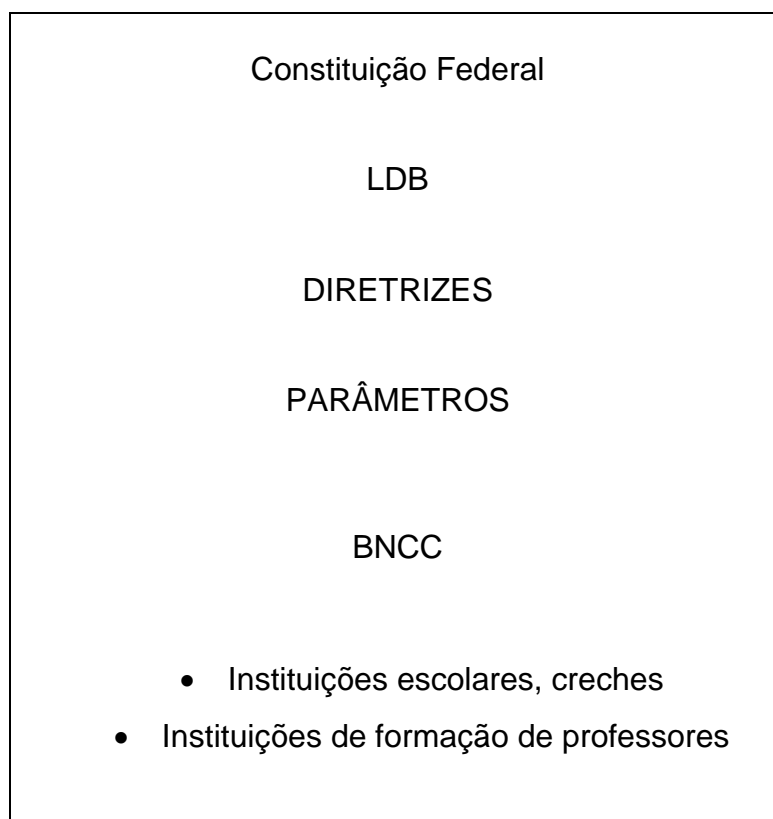 Constituição Federal
LDB
DIRETRIZES
PARÂMETROS
BNCC
• Instituições escolares, creches
• Instituições de formação de professores